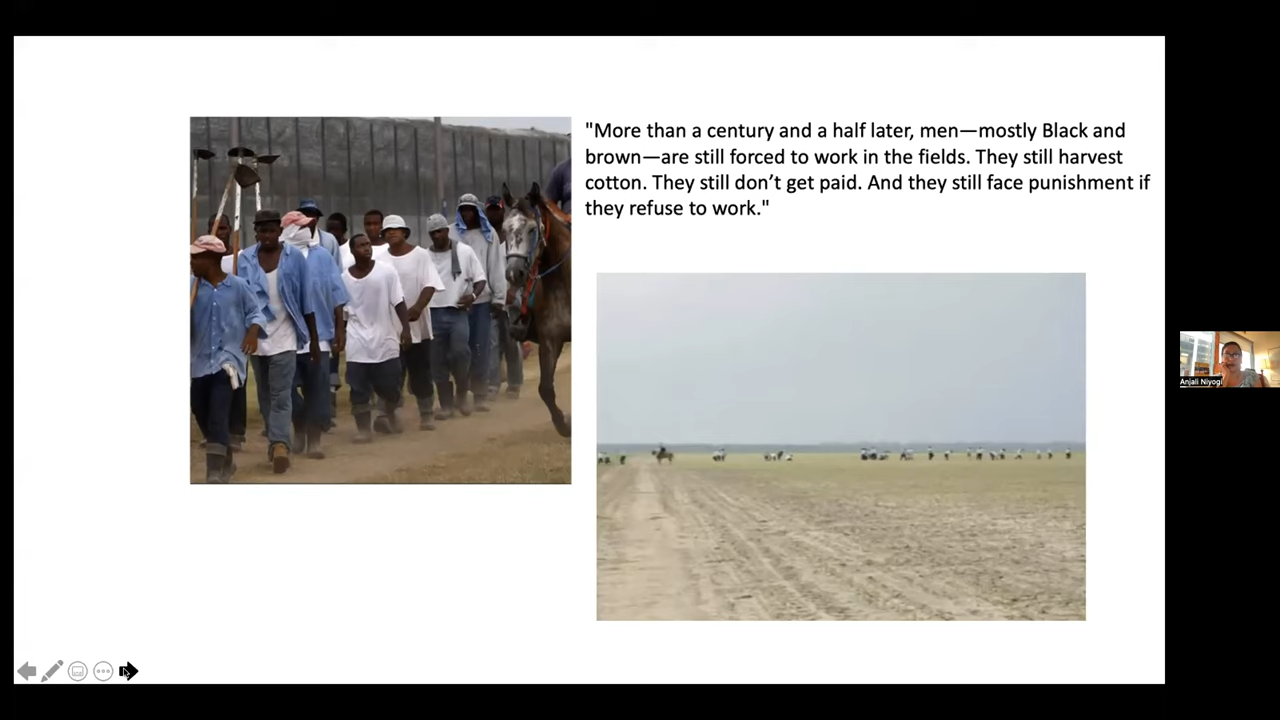 "More than a century and a half later, men—mostly Black and
brown—are still forced to work in the fields. They still harvest
cotton. They still don’t get paid. And they still face punishment if
they refuse to work."
Anjali Niyogi